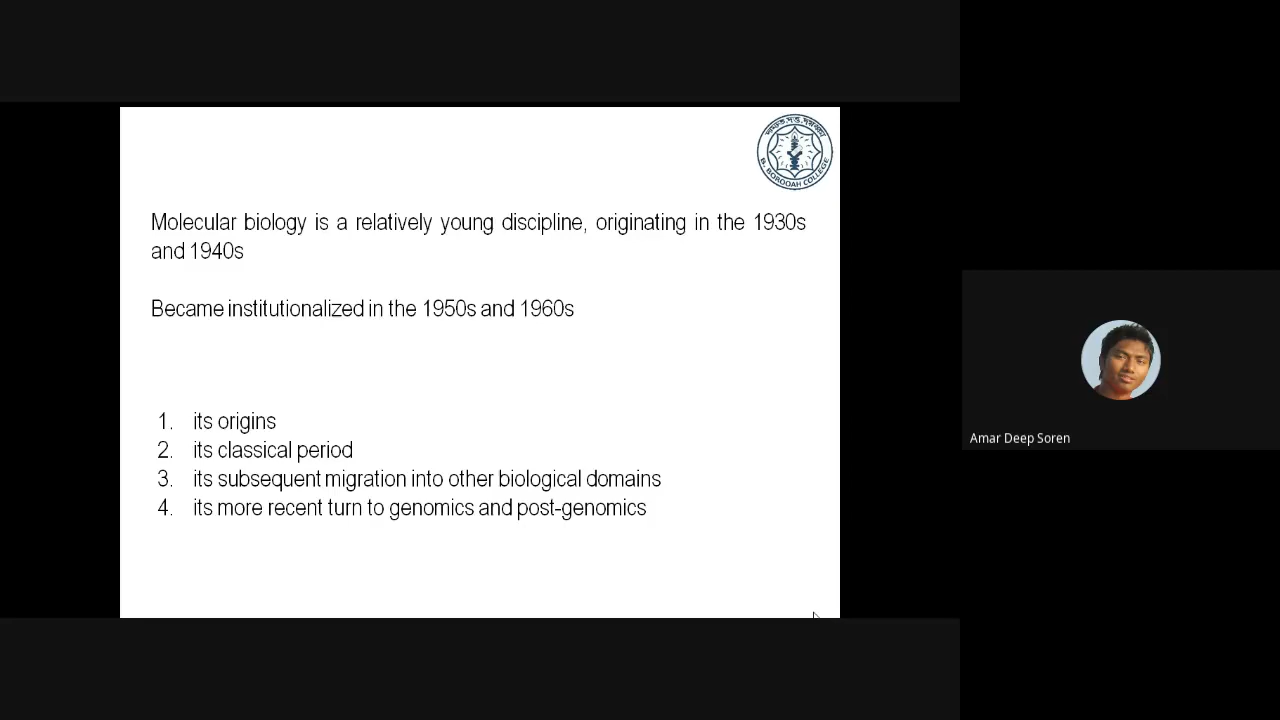 B. BOROOAH COLLEGE
Molecular biology is a relatively young discipline, originating in the 1930s
and 1940s
Became institutionalized in the 1950s and 1960s
1. its origins
2. its classical period
3. its subsequent migration into other biological domains
4. its more recent turn to genomics and post-genomics
Amar Deep Soren